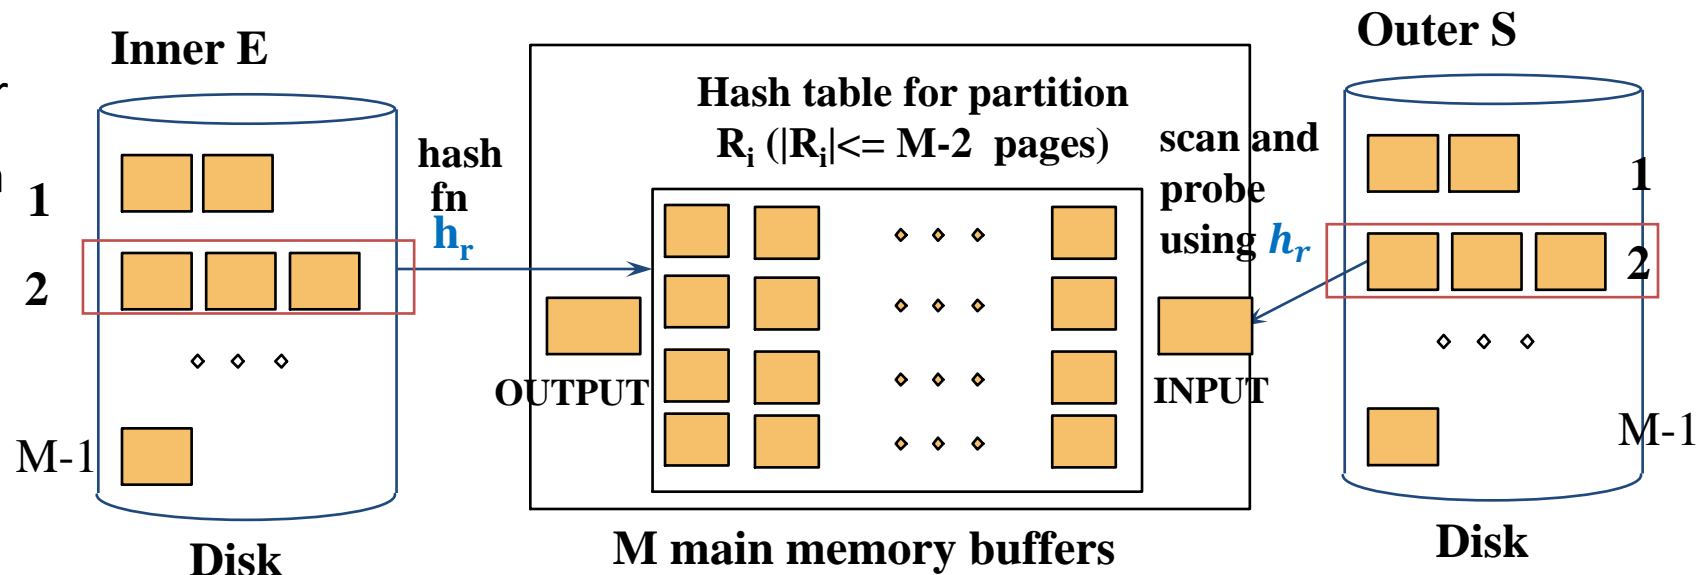 Inner E
Outer S
r
n
Hash table for partition
Rᵢ (|Rᵢ|<= M-2 pages)
hash
fn
hᵣ
scan and
probe
using hᵣ
1
2
M-1
1
2
M-1
OUTPUT
INPUT
Disk
M main memory buffers
Disk